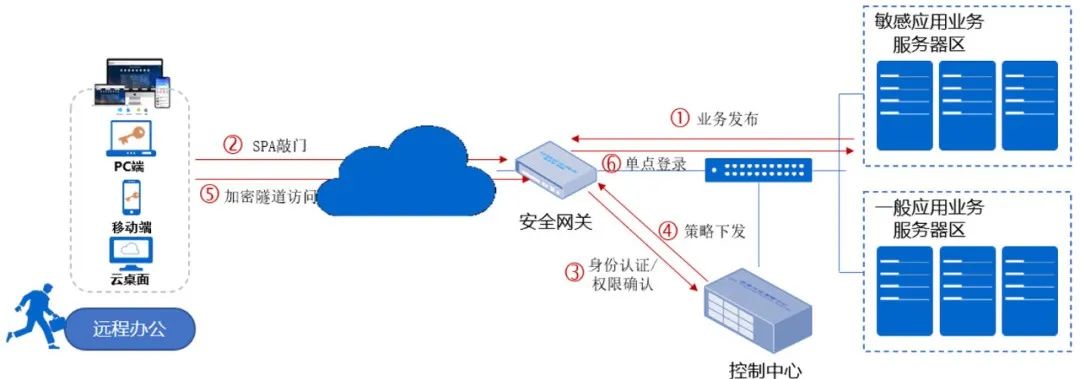 敏感应用业务
服务器区
① 业务发布
② SPA敲门
⑥ 单点登录
PC端
⑤ 加密隧道访问
移动端
安全网关
一般应用业务
服务器区
④ 策略下发
③ 身份认证/
权限确认
云桌面
远程办公
控制中心